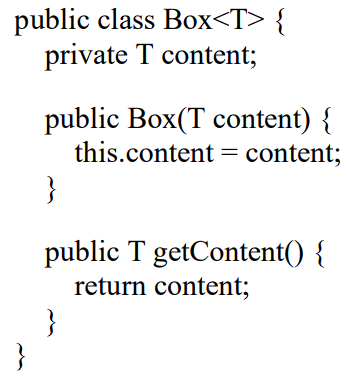 public class Box<T> {
    private T content;

    public Box(T content) {
        this.content = content;
    }

    public T getContent() {
        return content;
    }
}